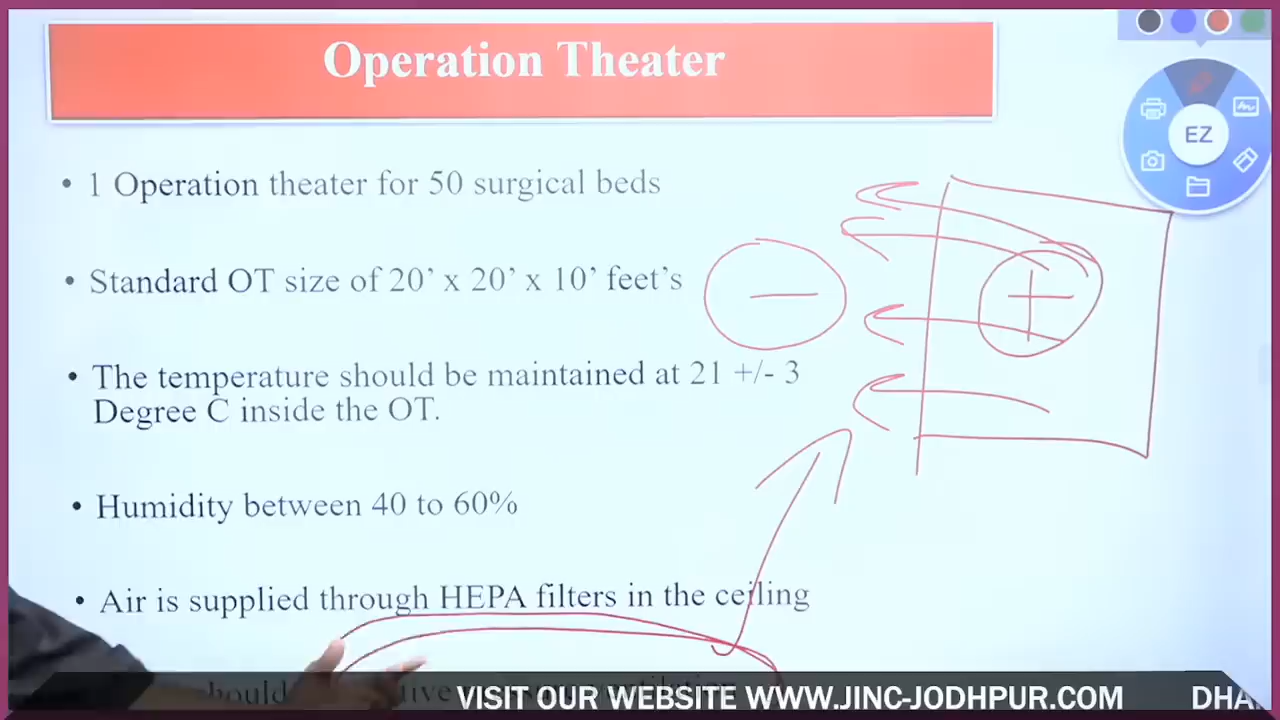 Operation Theater
EZ
• 1 Operation theater for 50 surgical beds
• Standard OT size of 20’ x 20’ x 10’ feet’s
• The temperature should be maintained at 21 +/- 3
Degree C inside the OT.
• Humidity between 40 to 60%
• Air is supplied through HEPA filters in the ceiling
VISIT OUR WEBSITE WWW.JINC-JODHPUR.COM